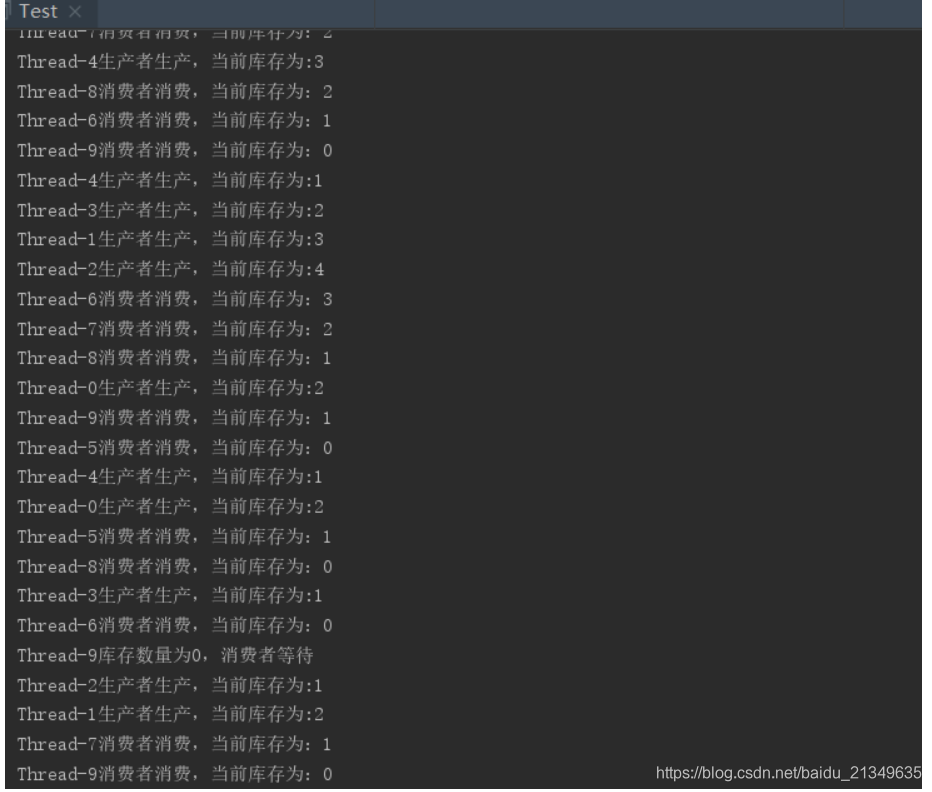 Test
Thread-7消费者消费, 当前库存为: 2
Thread-4生产者生产, 当前库存为:3
Thread-8消费者消费, 当前库存为: 2
Thread-6消费者消费, 当前库存为: 1
Thread-9消费者消费, 当前库存为: 0
Thread-4生产者生产, 当前库存为:1
Thread-3生产者生产, 当前库存为:2
Thread-1生产者生产, 当前库存为:3
Thread-2生产者生产, 当前库存为:4
Thread-6消费者消费, 当前库存为: 3
Thread-7消费者消费, 当前库存为: 2
Thread-8消费者消费, 当前库存为: 1
Thread-0生产者生产, 当前库存为:2
Thread-9消费者消费, 当前库存为: 1
Thread-5消费者消费, 当前库存为: 0
Thread-4生产者生产, 当前库存为:1
Thread-0生产者生产, 当前库存为:2
Thread-5消费者消费, 当前库存为: 1
Thread-8消费者消费, 当前库存为: 0
Thread-3生产者生产, 当前库存为:1
Thread-6消费者消费, 当前库存为: 0
Thread-9库存数量为0, 消费者等待
Thread-2生产者生产, 当前库存为:1
Thread-1生产者生产, 当前库存为:2
Thread-7消费者消费, 当前库存为: 1
Thread-9消费者消费, 当前库存为: 0
https://blog.csdn.net/baidu_21349635